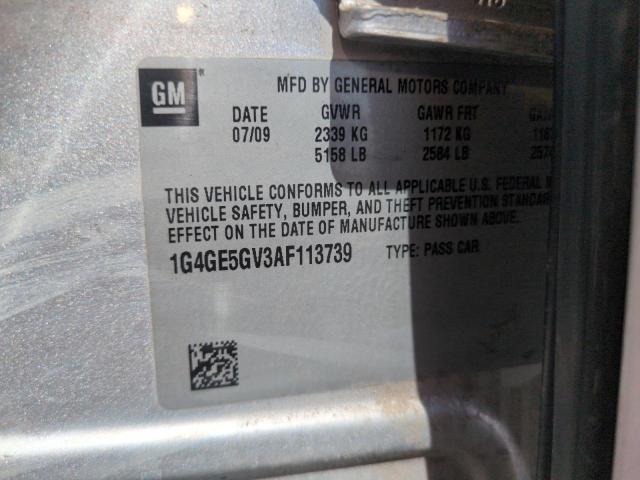 GM
MFD BY GENERAL MOTORS COMPANY
DATE GVWR GAWR FRT
07/09 2339 KG 1172 KG
5158 LB 2584 LB
THIS VEHICLE CONFORMS TO ALL APPLICABLE U.S. FEDERAL
VEHICLE SAFETY, BUMPER, AND THEFT PREVENTION STANDAR
EFFECT ON THE DATE OF MANUFACTURE SHOWN ABOVE.
1G4GE5GV3AF113739 TYPE: PASS CAR